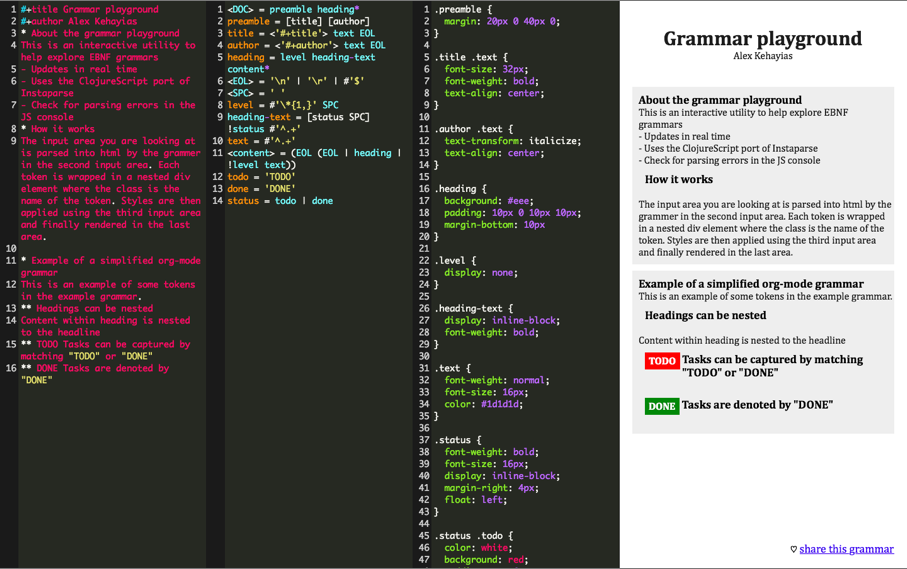 1 #+title Grammar playground
2 #+author Alex Kehayias
3 * About the grammar playground
4 This is an interactive utility to
help explore EBNF grammars
5 - Updates in real time
6 - Uses the ClojureScript port of
Instaparse
7 - Check for parsing errors in the
JS console
8 * How it works
9 The input area you are looking at
is parsed into html by the grammer
in the second input area. Each
token is wrapped in a nested div
element where the class is the
name of the token. Styles are then
applied using the third input area
and finally rendered in the last
area.
10
11 * Example of a simplified org-mode
grammar
12 This is an example of some tokens
in the example grammar.
13 ** Headings can be nested
14 Content within heading is nested
to the headline
15 ** TODO Tasks can be captured by
matching "TODO" or "DONE"
16 ** DONE Tasks are denoted by
"DONE"
1 <DOC> = preamble heading*
2 preamble = [title] [author]
3 title = <'#+title'> text EOL
4 author = <'#+author'> text EOL
5 heading = level heading-text
content*
6 <EOL> = '\n' | '\r' | #'$'
7 <SPC> = ' '
8 level = #'\*{1,}' SPC
9 heading-text = [status SPC]
!status #'^.+'
10 text = #'^.+'
11 <content> = (EOL (EOL | heading |
!level text))
12 todo = 'TODO'
13 done = 'DONE'
14 status = todo | done
1 .preamble {
2 margin: 20px 0 40px 0;
3 }
4
5 .title .text {
6 font-size: 32px;
7 font-weight: bold;
8 text-align: center;
9 }
10
11 .author .text {
12 text-transform: italicize;
13 text-align: center;
14 }
15
16 .heading {
17 background: #eee;
18 padding: 10px 0 10px 10px;
19 margin-bottom: 10px
20 }
21
22 .level {
23 display: none;
24 }
25
26 .heading-text {
27 display: inline-block;
28 font-weight: bold;
29 }
30
31 .text {
32 font-weight: normal;
33 font-size: 16px;
34 color: #1d1d1d;
35 }
36
37 .status {
38 font-weight: bold;
39 font-size: 16px;
40 display: inline-block;
41 margin-right: 4px;
42 float: left;
43 }
44
45 .status .todo {
46 color: white;
47 background: red;
Grammar playground
Alex Kehayias
About the grammar playground
This is an interactive utility to help explore EBNF
grammars
- Updates in real time
- Uses the ClojureScript port of Instaparse
- Check for parsing errors in the JS console
How it works
The input area you are looking at is parsed into html by the
grammer in the second input area. Each token is wrapped
in a nested div element where the class is the name of the
token. Styles are then applied using the third input area
and finally rendered in the last area.
Example of a simplified org-mode grammar
This is an example of some tokens in the example grammar.
Headings can be nested
Content within heading is nested to the headline
TODO Tasks can be captured by matching
"TODO" or "DONE"
DONE Tasks are denoted by "DONE"
♡ share this grammar